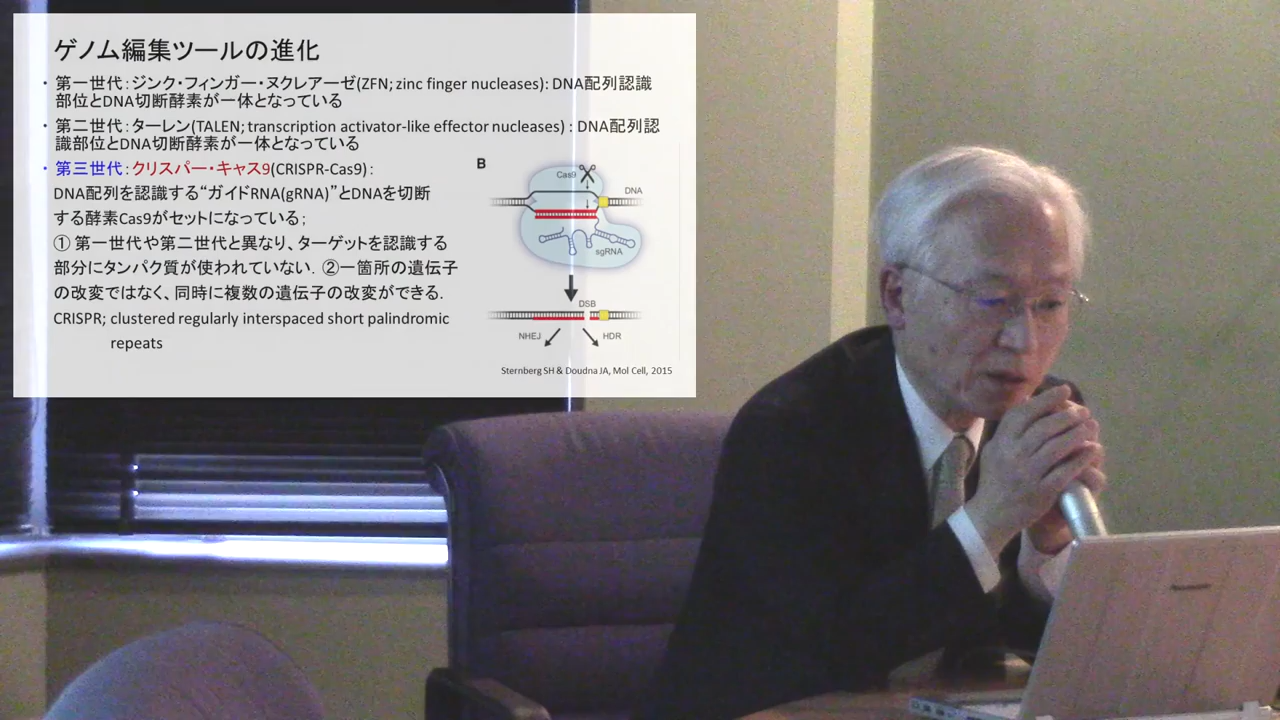 ゲノム編集ツールの進化
・第一世代：ジンク・フィンガー・ヌクレアーゼ(ZFN; zinc finger nucleases): DNA配列認識
部位とDNA切断酵素が一体となっている
・第二世代：ターレン(TALEN; transcription activator-like effector nucleases) : DNA配列認
識部位とDNA切断酵素が一体となっている
・第三世代：クリスパー・キャス9(CRISPR-Cas9) :
DNA配列を認識する“ガイドRNA(gRNA)”とDNAを切断
する酵素Cas9がセットになっている;
① 第一世代や第二世代と異なり、ターゲットを認識する
部分にタンパク質が使われていない. ②一箇所の遺伝子
の改変ではなく、同時に複数の遺伝子の改変ができる.
CRISPR; clustered regularly interspaced short palindromic
repeats
B
Cas9
DNA
sgRNA
DSB
NHEJ
HDR
Sternberg SH & Doudna JA, Mol Cell, 2015